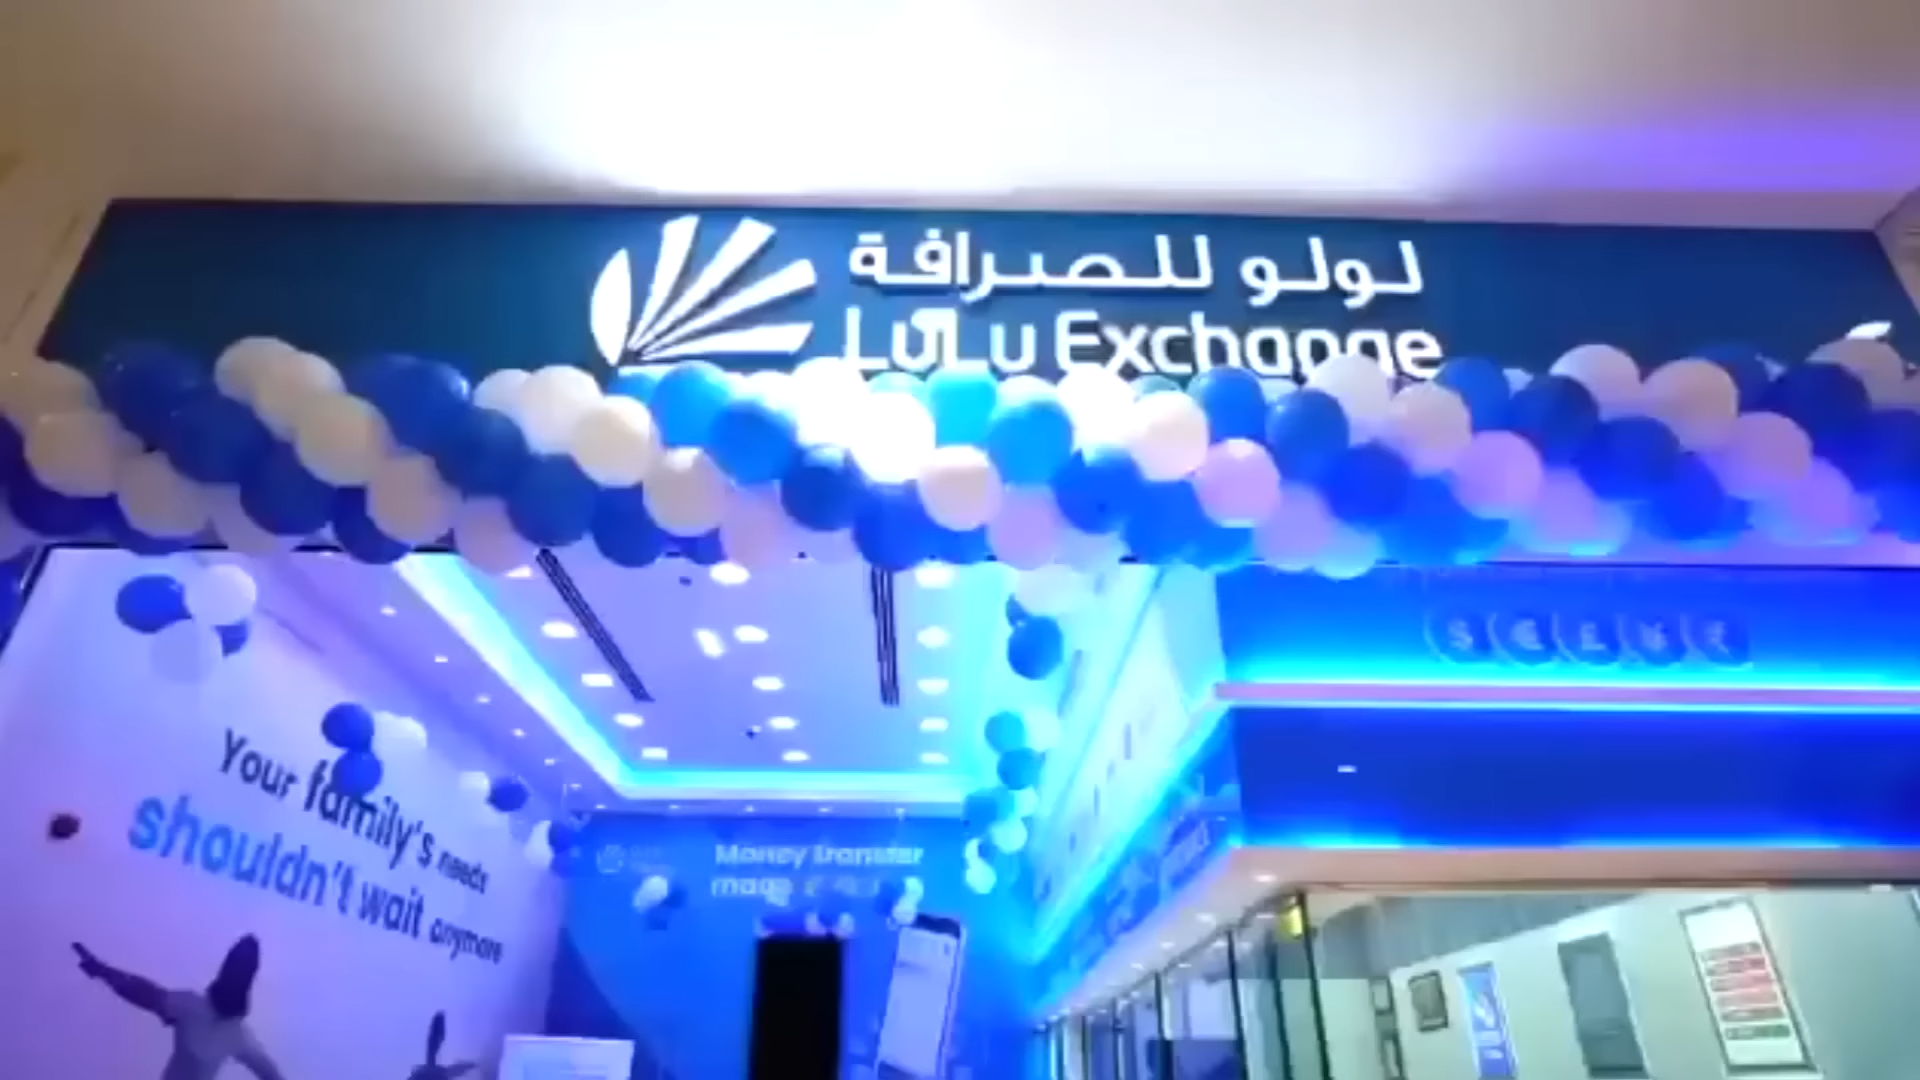 لولو للصرافة
LuLu Exchange
Your family's needs
shouldn't wait anymore
Money transfer